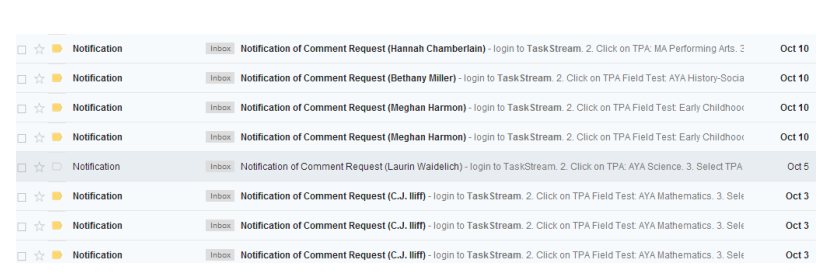 Notification Inbox Notification of Comment Request (Hannah Chamberlain) - login to TaskStream. 2. Click on TPA: MA Performing Arts. 3 Oct 10
Notification Inbox Notification of Comment Request (Bethany Miller) - login to TaskStream. 2. Click on TPA Field Test: AYA History-Socia Oct 10
Notification Inbox Notification of Comment Request (Meghan Harmon) - login to TaskStream. 2. Click on TPA Field Test: Early Childhood Oct 10
Notification Inbox Notification of Comment Request (Meghan Harmon) - login to TaskStream. 2. Click on TPA Field Test: Early Childhood Oct 10
Notification Inbox Notification of Comment Request (Laurin Waidelich) - login to TaskStream. 2. Click on TPA: AYA Science. 3. Select TPA Oct 5
Notification Inbox Notification of Comment Request (C.J. Iliff) - login to TaskStream. 2. Click on TPA Field Test: AYA Mathematics. 3. Sele Oct 3
Notification Inbox Notification of Comment Request (C.J. Iliff) - login to TaskStream. 2. Click on TPA Field Test: AYA Mathematics. 3. Sele Oct 3
Notification Inbox Notification of Comment Request (C.J. Iliff) - login to TaskStream. 2. Click on TPA Field Test: AYA Mathematics. 3. Sele Oct 3